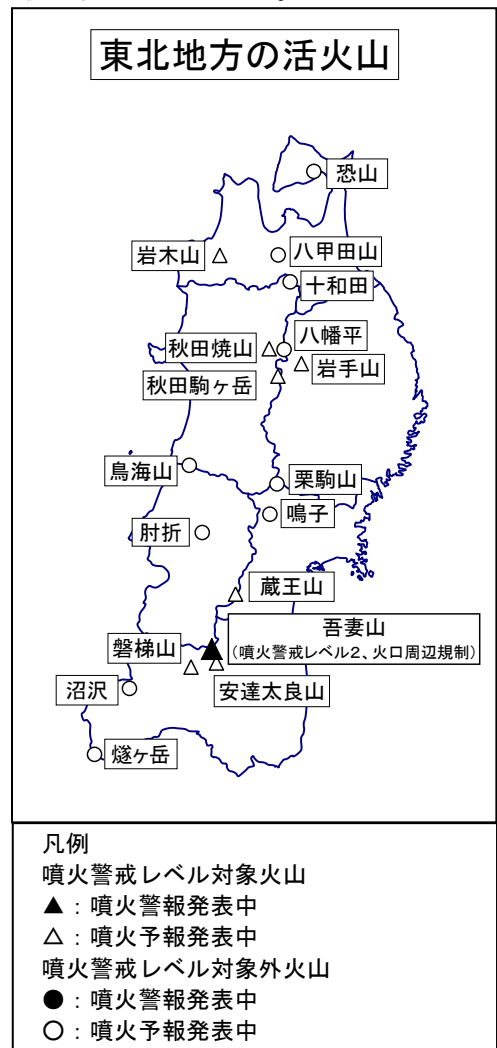 東北地方の活火山
恐山
岩木山
八甲田山
十和田
秋田焼山
八幡平
岩手山
秋田駒ヶ岳
鳥海山
栗駒山
鳴子
肘折
蔵王山
吾妻山
(噴火警戒レベル2、火口周辺規制)
磐梯山
沼沢
安達太良山
燧ヶ岳
凡例
噴火警戒レベル対象火山
▲：噴火警報発表中
△：噴火予報発表中
噴火警戒レベル対象外火山
●：噴火警報発表中
○：噴火予報発表中